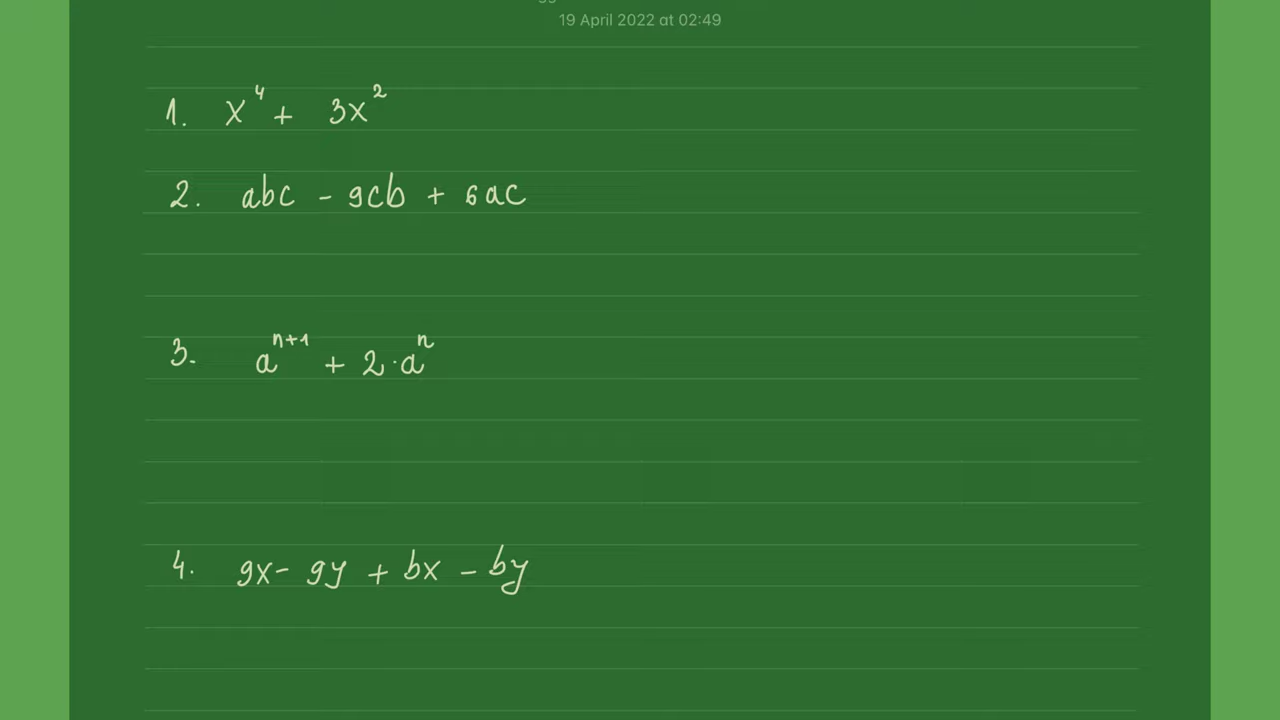 19 April 2022 at 02:49
1. x⁴ + 3x²
2. abc - 9cb + 6ac
3. aⁿ⁺¹ + 2·aⁿ
4. 9x - 9y + bx - by